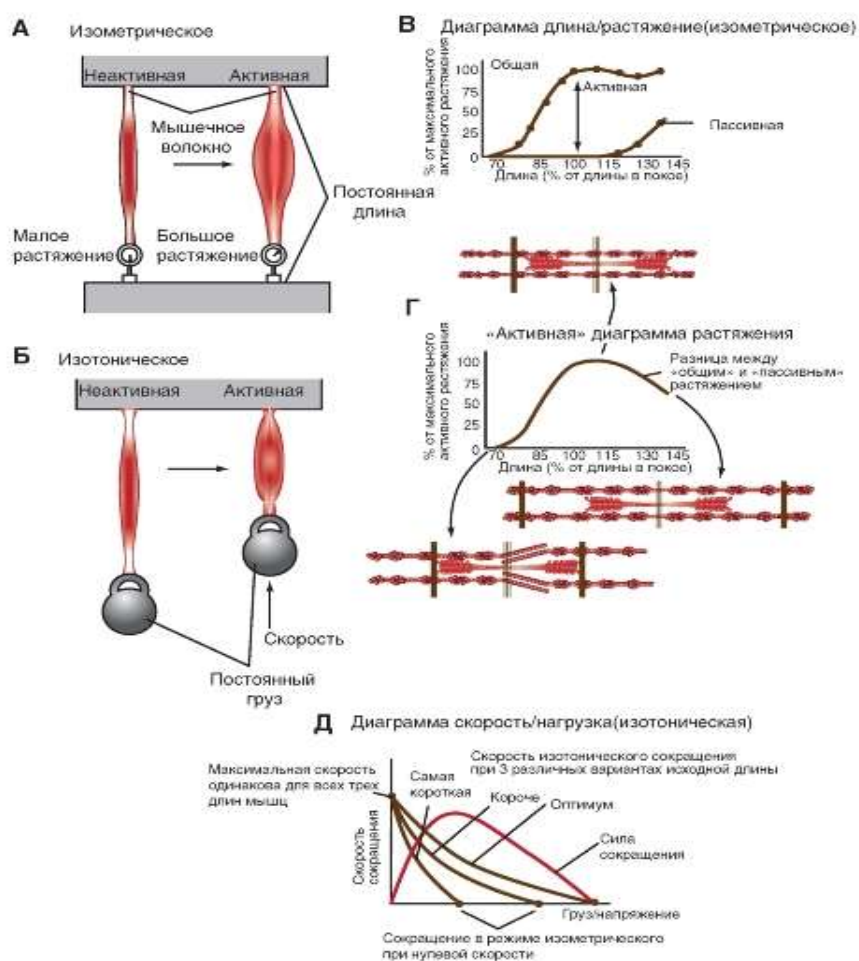 А
Изометрическое
Неактивная
Активная
Мышечное
волокно
Постоянная
длина
Малое
растяжение
Большое
растяжение
Б
Изотоническое
Неактивная
Активная
Скорость
Постоянный
груз
В
Диаграмма длина/растяжение(изометрическое)
% от максимального
активного растяжения
100
75
50
25
0
Общая
Активная
Пассивная
70 85 100 115 130 145
Длина (% от длины в покое)
Г
«Активная» диаграмма растяжения
% от максимального
активного растяжения
100
75
50
25
0
Разница между
«общим» и «пассивным»
растяжением
70 85 100 115 130 145
Длина (% от длины в покое)
Д
Диаграмма скорость/нагрузка(изотоническая)
Максимальная скорость
одинакова для всех трех
длин мышц
Скорость изотонического сокращения
при 3 различных вариантах исходной длины
Самая
короткая
Короче
Оптимум
Сила
сокращения
Скорость
сокращения
Груз/напряжение
Сокращение в режиме изометрического
при нулевой скорости